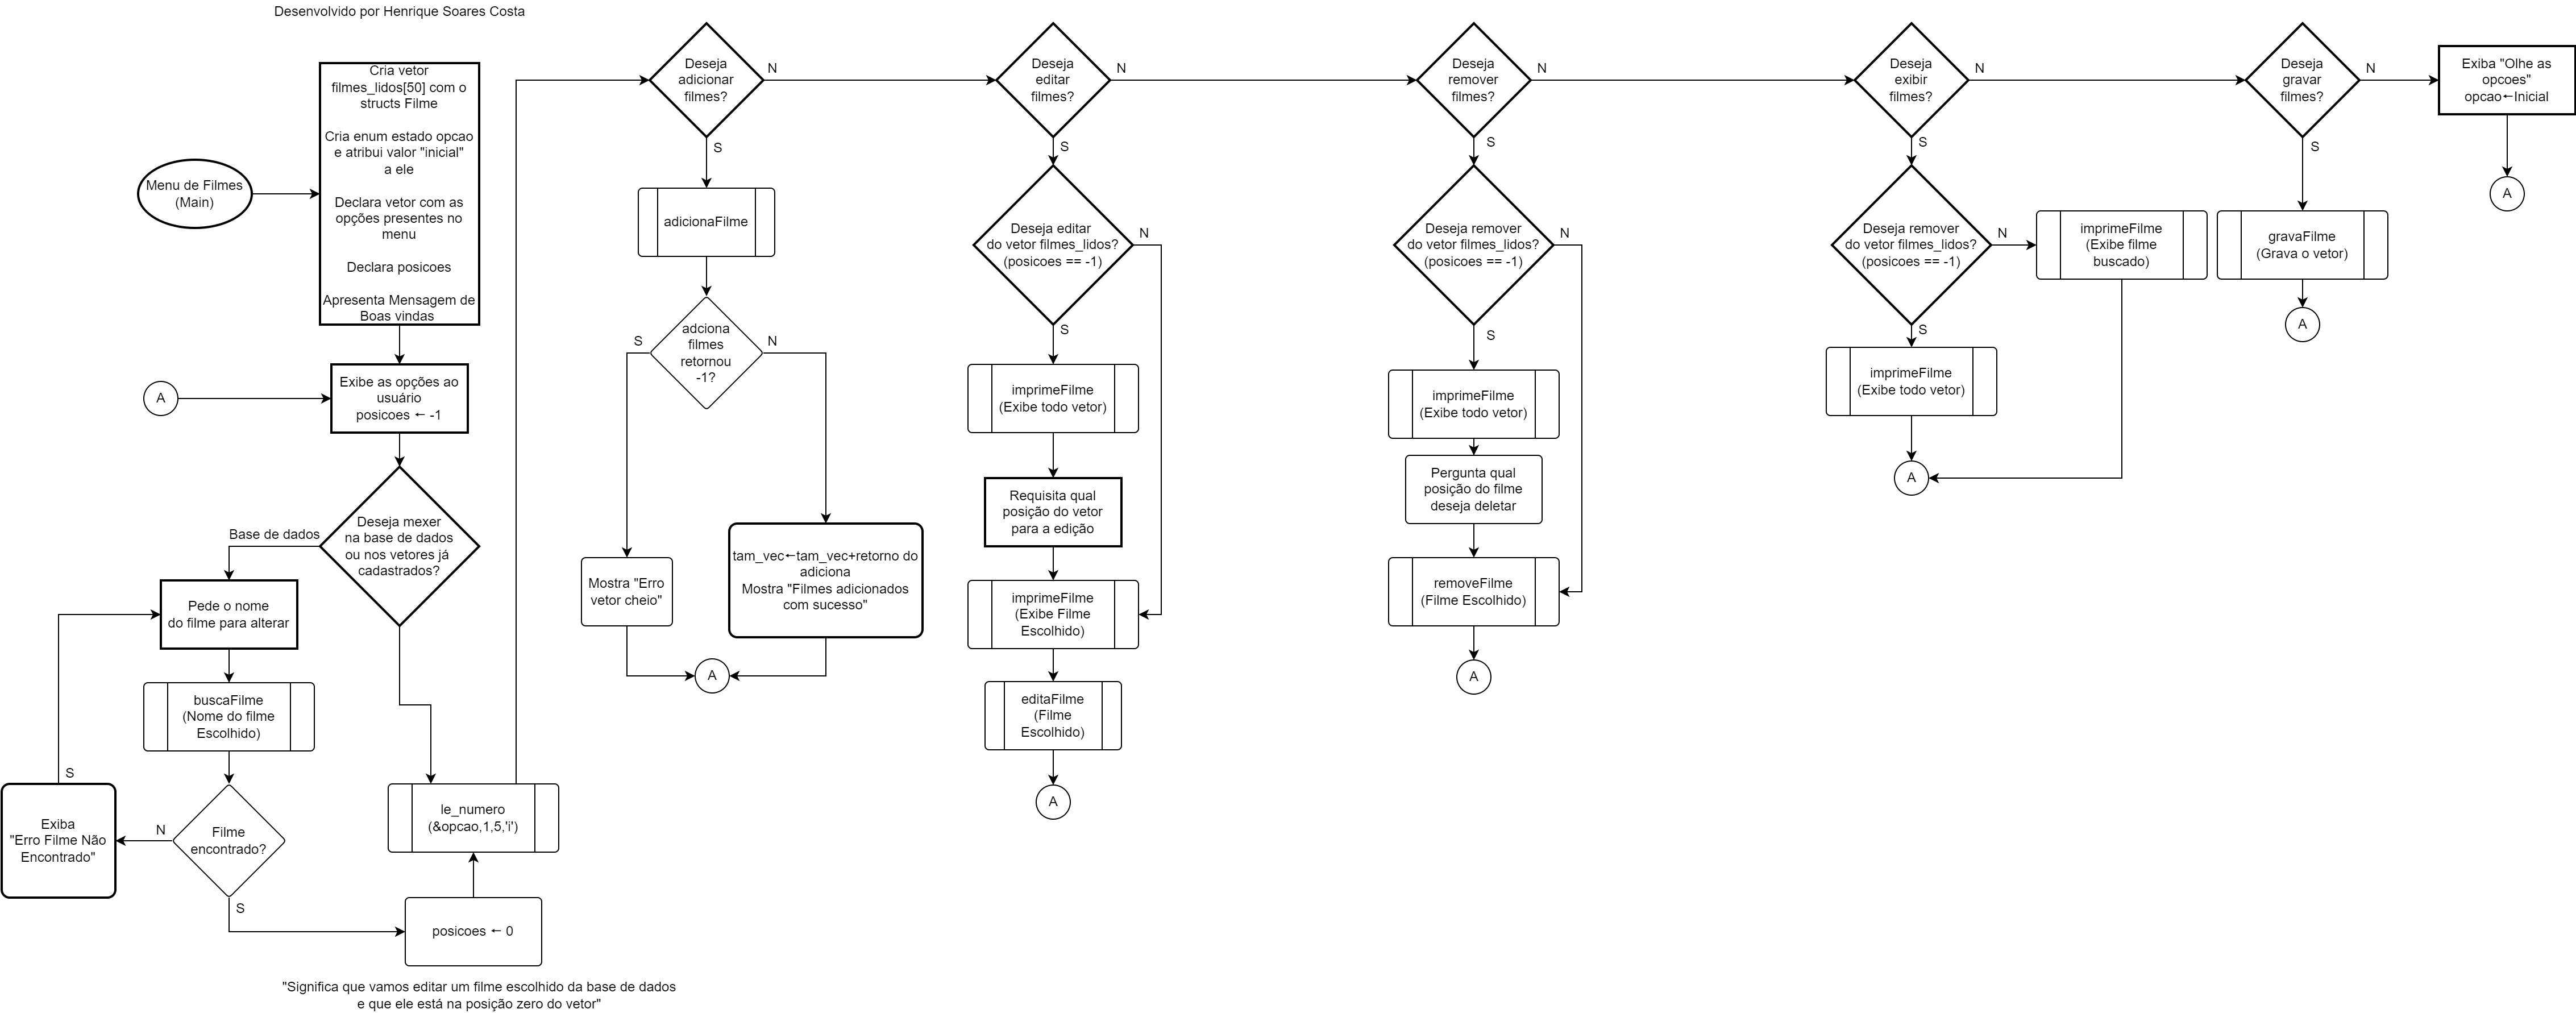 Desenvolvido por Henrique Soares Costa
Menu de Filmes
(Main)
Cria vetor
filmes_lidos[50] com o
structs Filme
Cria enum estado opcao
e atribui valor "inicial"
a ele
Declara vetor com as
opções presentes no
menu
Declara posicoes
Apresenta Mensagem de
Boas vindas
A
Exibe as opções ao
usuário
posicoes ← -1
Deseja mexer
na base de dados
ou nos vetores já
cadastrados?
Base de dados
Pede o nome
do filme para alterar
buscaFilme
(Nome do filme
Escolhido)
Filme
encontrado?
N
S
Exiba
"Erro Filme Não
Encontrado"
S
posicoes ← 0
"Significa que vamos editar um filme escolhido da base de dados
e que ele está na posição zero do vetor"
le_numero
(&opcao,1,5,'i')
Deseja
adicionar
filmes?
N
S
adicionaFilme
adciona
filmes
retornou
-1?
S
N
Mostra "Erro
vetor cheio"
tam_vec←tam_vec+retorno do
adiciona
Mostra "Filmes adicionados
com sucesso"
A
Deseja
editar
filmes?
N
S
Deseja editar
do vetor filmes_lidos?
(posicoes == -1)
N
S
imprimeFilme
(Exibe todo vetor)
Requisita qual
posição do vetor
para a edição
imprimeFilme
(Exibe Filme
Escolhido)
editaFilme
(Filme
Escolhido)
A
Deseja
remover
filmes?
N
S
Deseja remover
do vetor filmes_lidos?
(posicoes == -1)
N
S
imprimeFilme
(Exibe todo vetor)
Pergunta qual
posição do filme
deseja deletar
removeFilme
(Filme Escolhido)
A
Deseja
exibir
filmes?
N
S
Deseja remover
do vetor filmes_lidos?
(posicoes == -1)
N
S
imprimeFilme
(Exibe filme
buscado)
imprimeFilme
(Exibe todo vetor)
A
Deseja
gravar
filmes?
N
S
gravaFilme
(Grava o vetor)
A
Exiba "Olhe as
opcoes"
opcao←Inicial
A